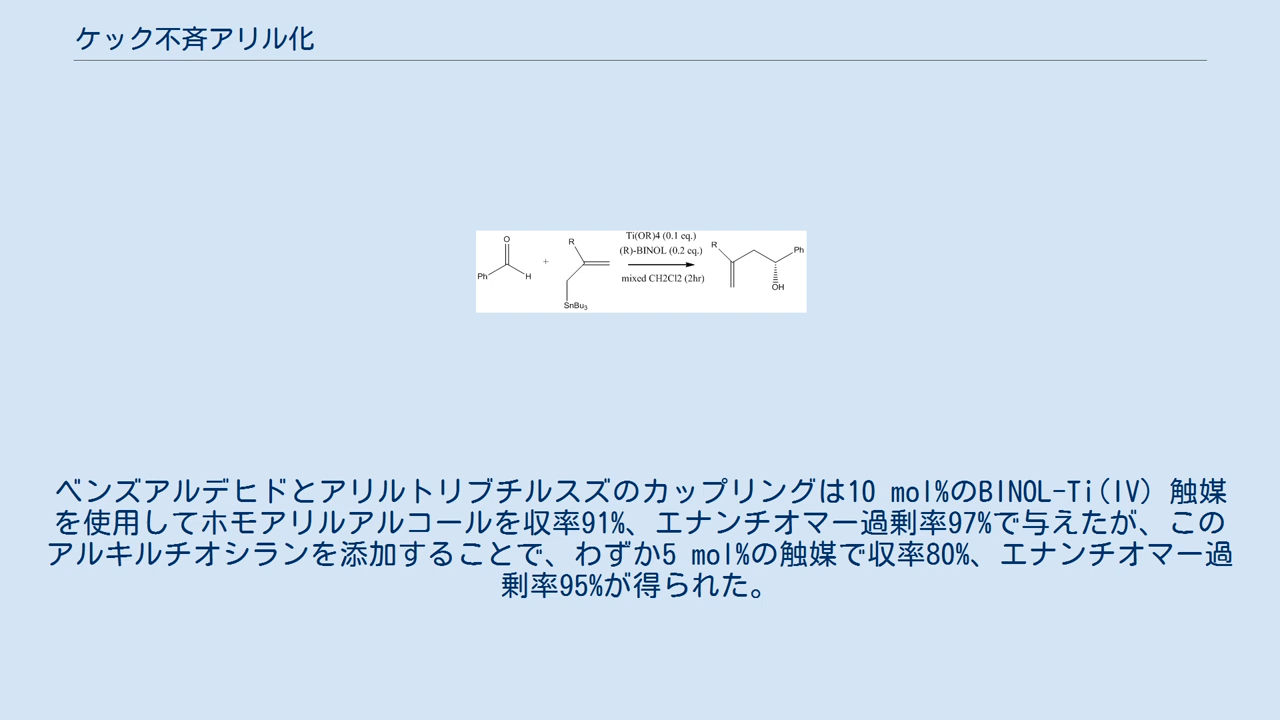 ケック不斉アリル化
O
Ph
H
+
R
SnBu3
Ti(OR)4 (0.1 eq.)
(R)-BINOL (0.2 eq.)
mixed CH2Cl2 (2hr)
R
Ph
OH
ベンズアルデヒドとアリルトリブチルスズのカップリングは10 mol%のBINOL-Ti(IV) 触媒
を使用してホモアリルアルコールを収率91%、エナンチオマー過剰率97%で与えたが、この
アルキルチオシランを添加することで、わずか5 mol%の触媒で収率80%、エナンチオマー過
剰率95%が得られた。